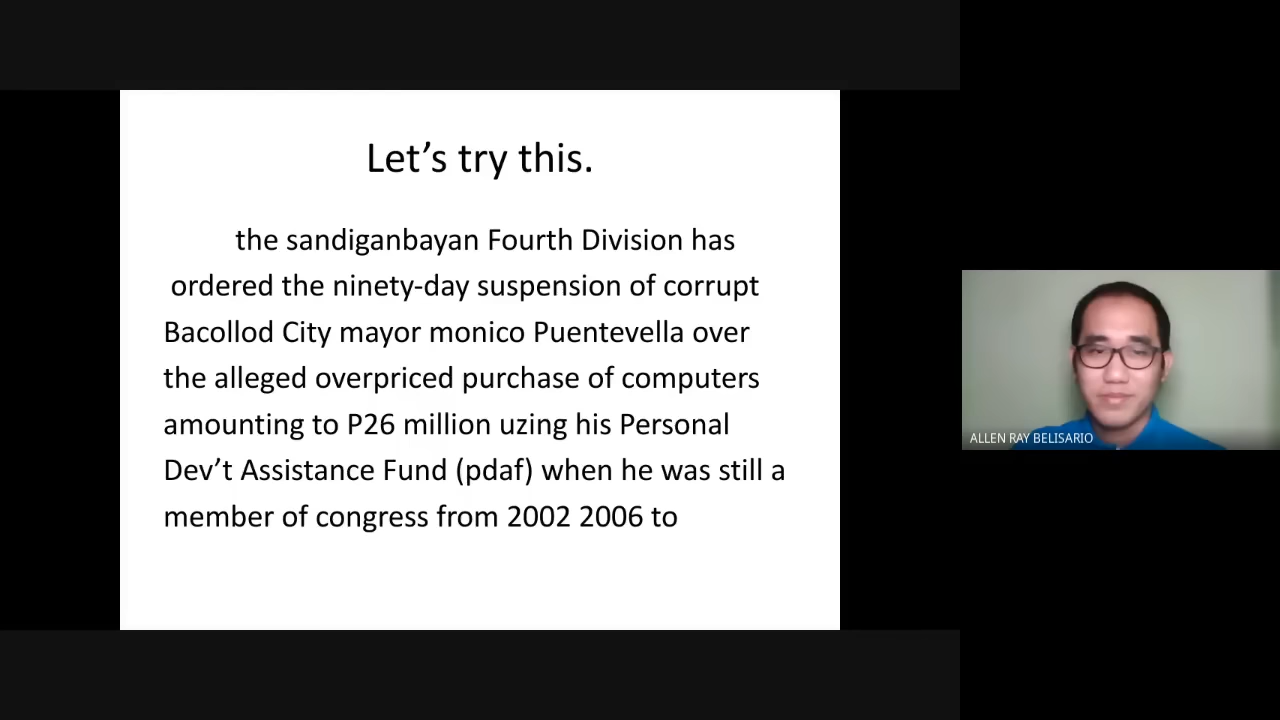 Let’s try this.
the sandiganbayan Fourth Division has
ordered the ninety-day suspension of corrupt
Bacollod City mayor monico Puentevella over
the alleged overpriced purchase of computers
amounting to P26 million uzing his Personal
Dev’t Assistance Fund (pdaf) when he was still a
member of congress from 2002 2006 to
ALLEN RAY BELISARIO